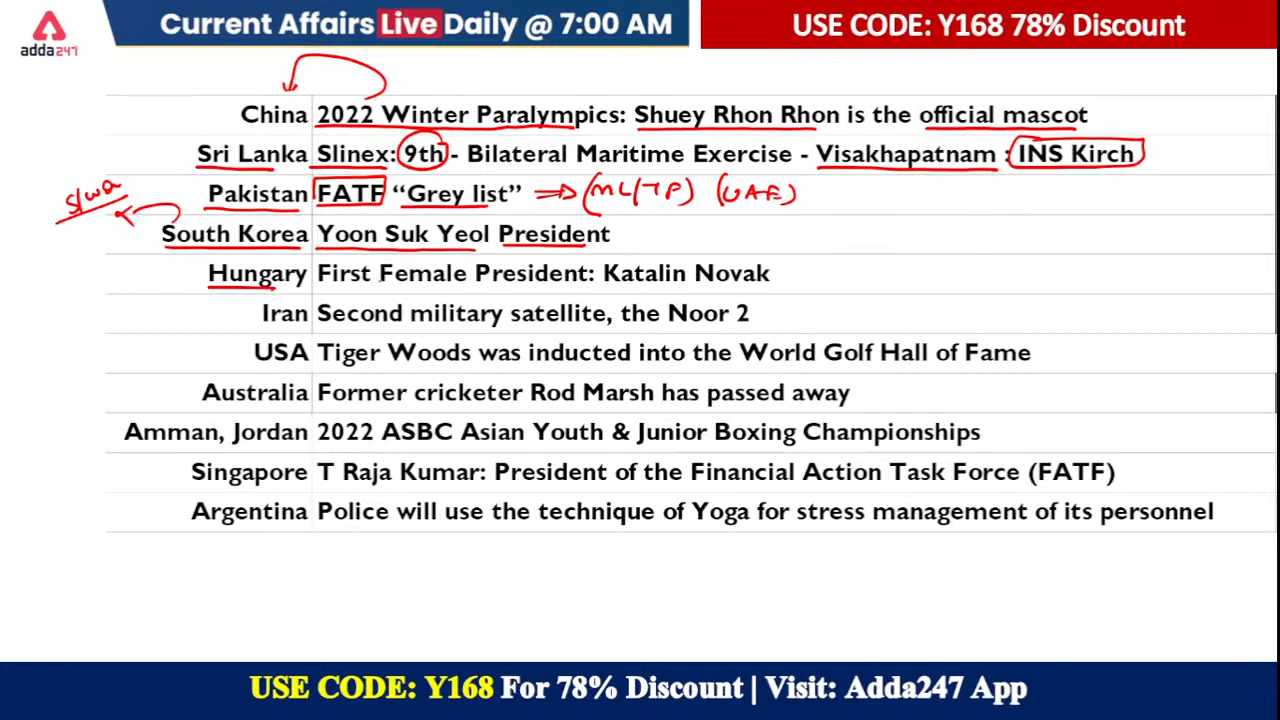 adda247
Current Affairs Live Daily @ 7:00 AM
USE CODE: Y168 78% Discount
China 2022 Winter Paralympics: Shuey Rhon Rhon is the official mascot
Sri Lanka Slinex: 9th - Bilateral Maritime Exercise - Visakhapatnam : INS Kirch
Pakistan FATF “Grey list” ⇒ (ML/TF) (UAE)
South Korea Yoon Suk Yeol President
Hungary First Female President: Katalin Novak
Iran Second military satellite, the Noor 2
USA Tiger Woods was inducted into the World Golf Hall of Fame
Australia Former cricketer Rod Marsh has passed away
Amman, Jordan 2022 ASBC Asian Youth & Junior Boxing Championships
Singapore T Raja Kumar: President of the Financial Action Task Force (FATF)
Argentina Police will use the technique of Yoga for stress management of its personnel
USE CODE: Y168 For 78% Discount | Visit: Adda247 App